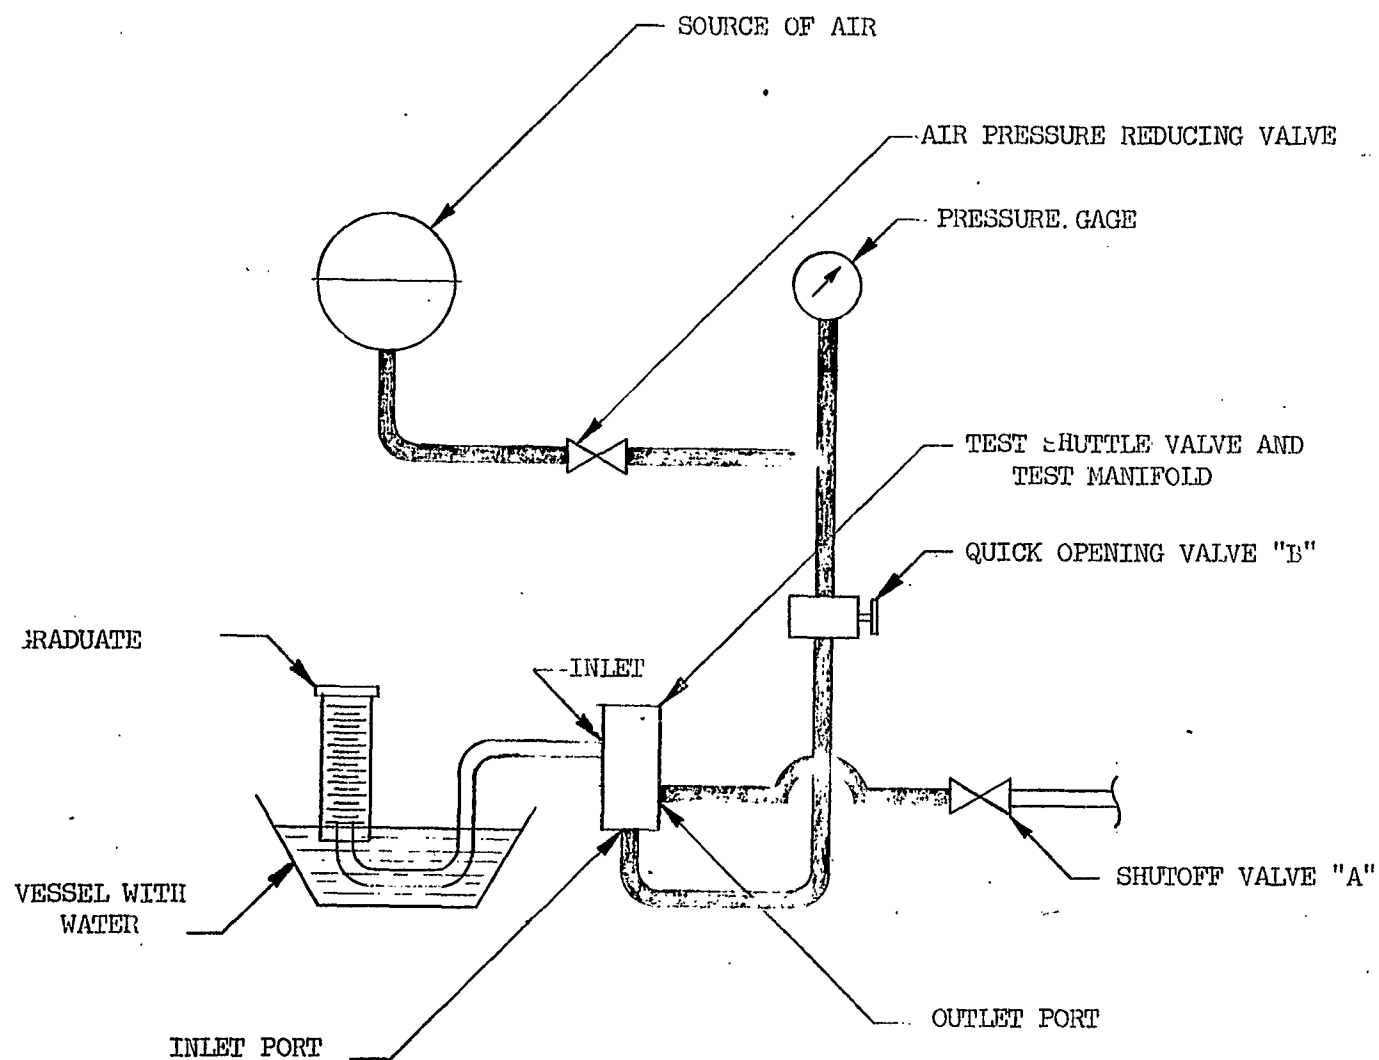 SOURCE OF AIR
AIR PRESSURE REDUCING VALVE
PRESSURE. GAGE
TEST SHUTTLE VALVE AND
TEST MANIFOLD
QUICK OPENING VALVE "B"
GRADUATE
INLET
VESSEL WITH
WATER
SHUTOFF VALVE "A"
OUTLET PORT
INLET PORT